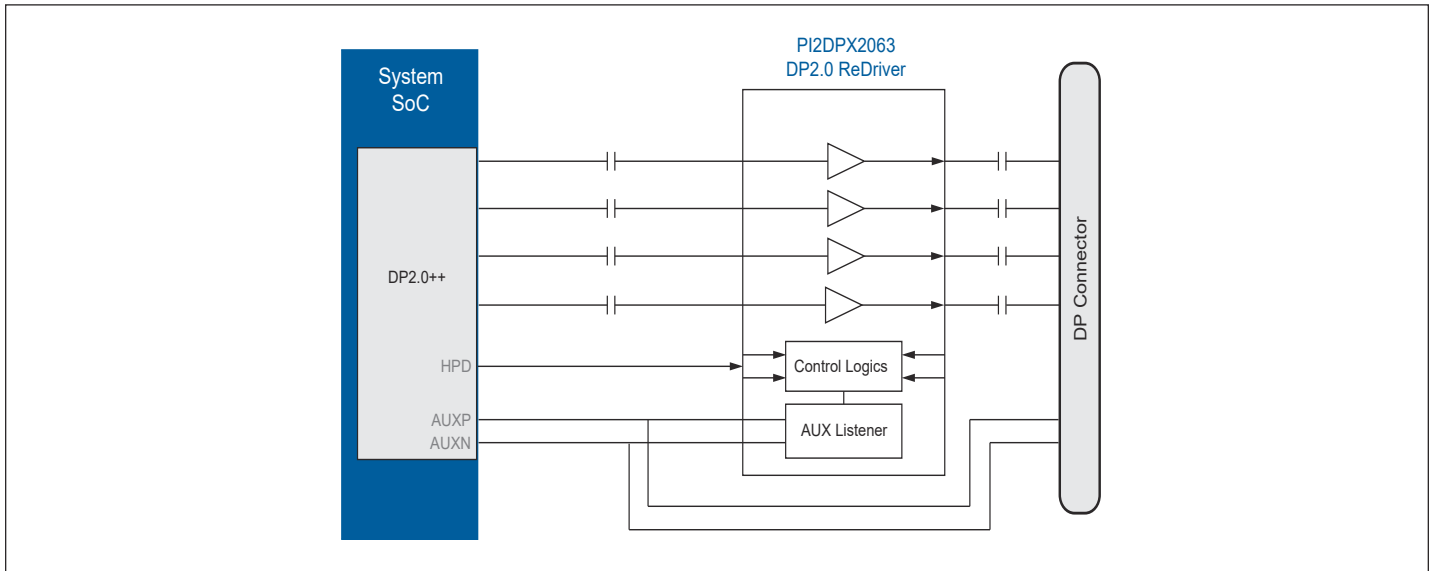 PI2DPX2063
DP2.0 ReDriver
System
SoC
DP2.0++
HPD
AUXP
AUXN
Control Logics
AUX Listener
DP Connector